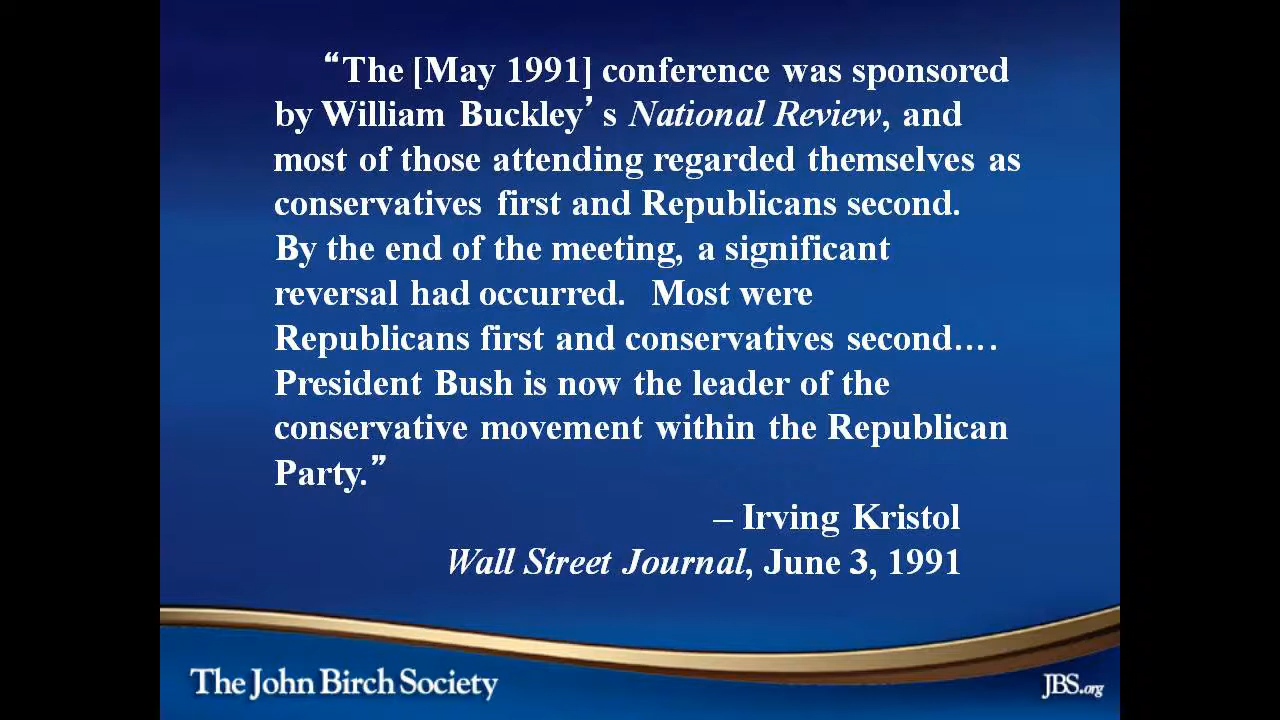 “The [May 1991] conference was sponsored
by William Buckley’s National Review, and
most of those attending regarded themselves as
conservatives first and Republicans second.
By the end of the meeting, a significant
reversal had occurred. Most were
Republicans first and conservatives second….
President Bush is now the leader of the
conservative movement within the Republican
Party.”
– Irving Kristol
Wall Street Journal, June 3, 1991
The John Birch Society
JBS.org